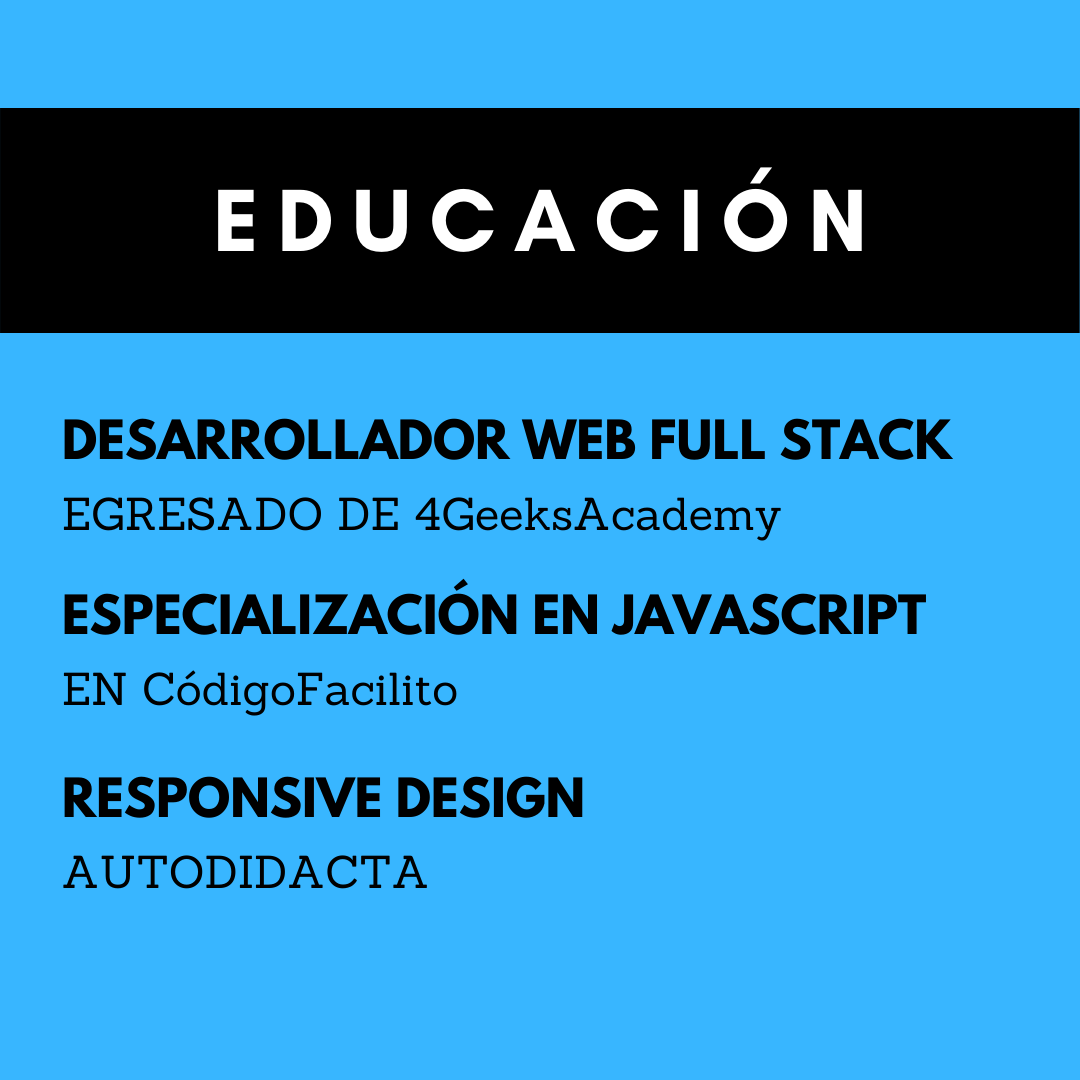 EDUCACIÓN
DESARROLLADOR WEB FULL STACK
EGRESADO DE 4GeeksAcademy
ESPECIALIZACIÓN EN JAVASCRIPT
EN CódigoFacilito
RESPONSIVE DESIGN
AUTODIDACTA